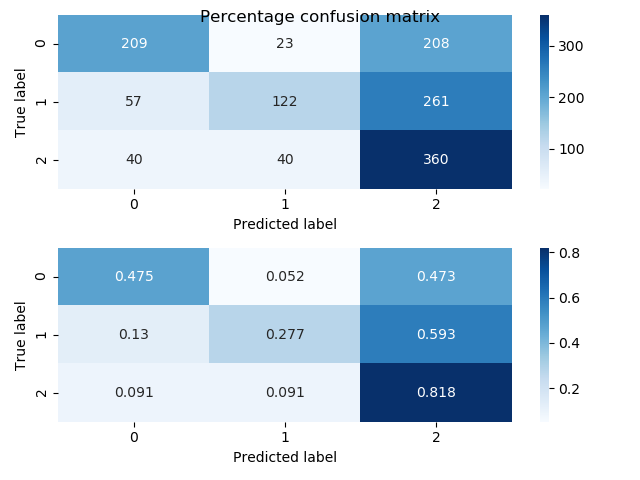 Percentage confusion matrix
0 209 23 208
1 57 122 261
2 40 40 360
0 1 2
True label
Predicted label
300
200
100
0 0.475 0.052 0.473
1 0.13 0.277 0.593
2 0.091 0.091 0.818
0 1 2
True label
Predicted label
0.8
0.6
0.4
0.2